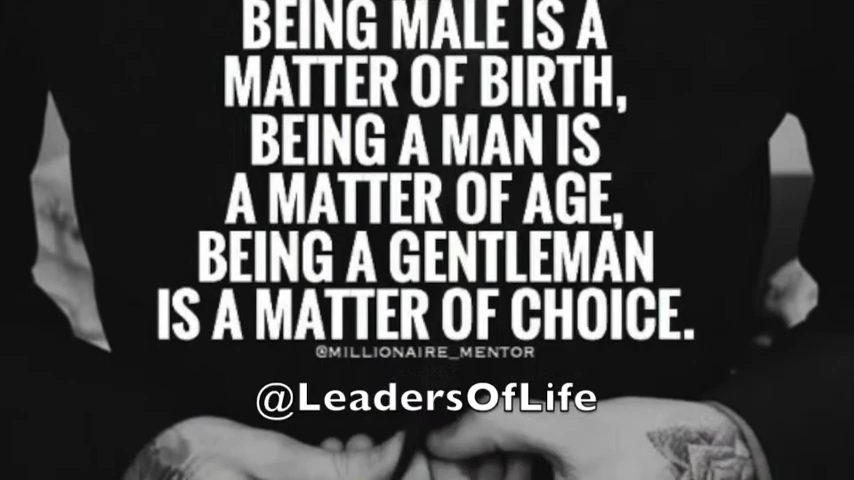 BEING MALE IS A
MATTER OF BIRTH,
BEING A MAN IS
A MATTER OF AGE,
BEING A GENTLEMAN
IS A MATTER OF CHOICE.
@MILLIONAIRE_MENTOR
@LeadersOfLife